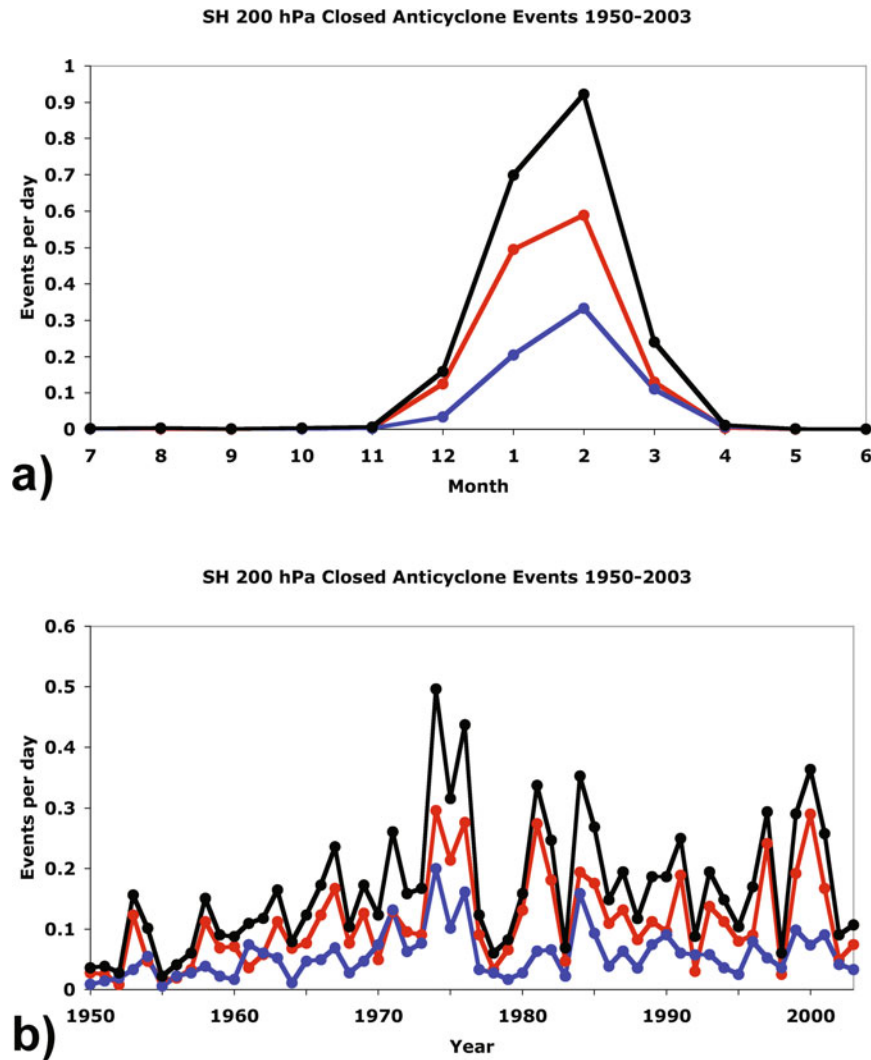 SH 200 hPa Closed Anticyclone Events 1950-2003
1
0.9
0.8
0.7
0.6
0.5
0.4
0.3
0.2
0.1
0
Events per day
7 8 9 10 11 12 1 2 3 4 5 6
Month
a)
SH 200 hPa Closed Anticyclone Events 1950-2003
0.6
0.5
0.4
0.3
0.2
0.1
0
Events per day
1950 1960 1970 1980 1990 2000
Year
b)